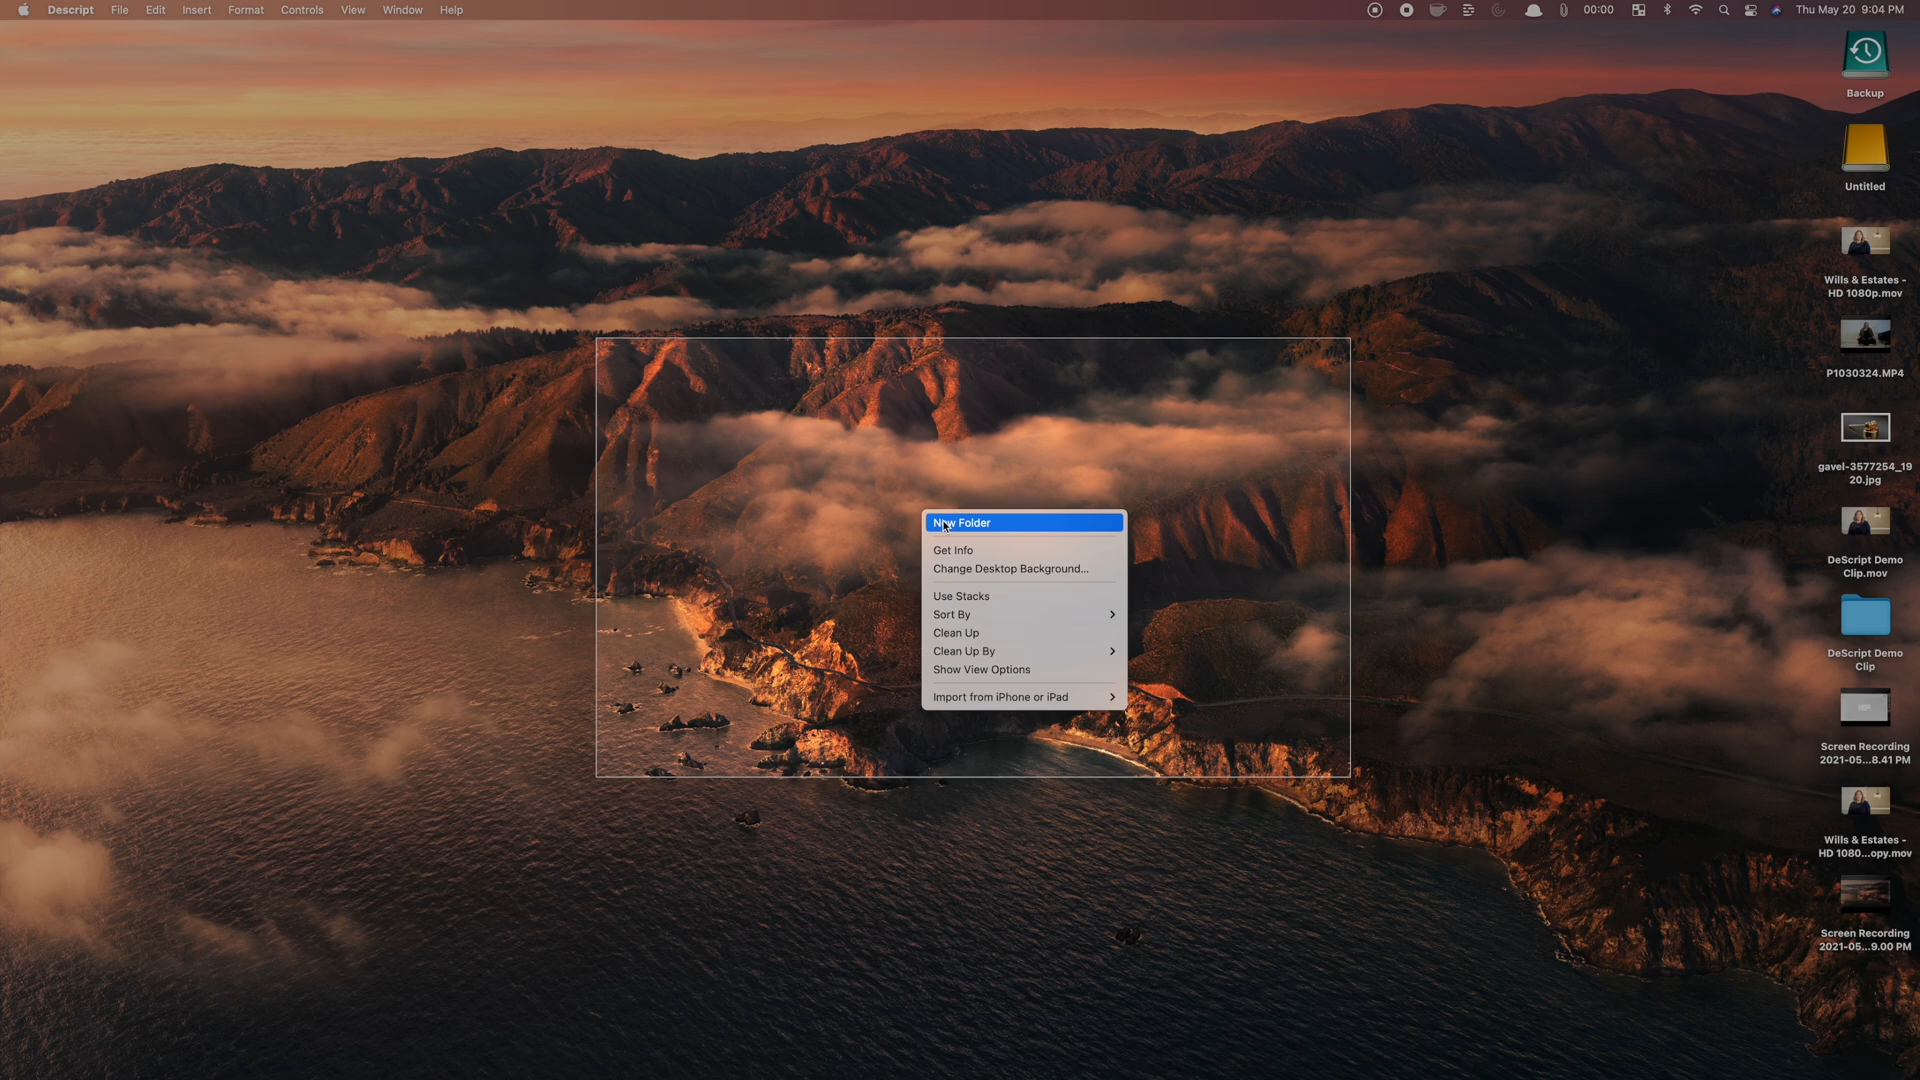 Descript File Edit Insert Format Controls View Window Help 00:00 Thu May 20 9:04 PM
Backup
Untitled
Wills & Estates -
HD 1080p.mov
P1030324.MP4
gavel-3577254_19
20.jpg
DeScript Demo
Clip.mov
DeScript Demo
Clip
Screen Recording
2021-05...8.41 PM
Wills & Estates -
HD 1080...opy.mov
Screen Recording
2021-05...9.00 PM
New Folder
Get Info
Change Desktop Background...
Use Stacks
Sort By
Clean Up
Clean Up By
Show View Options
Import from iPhone or iPad